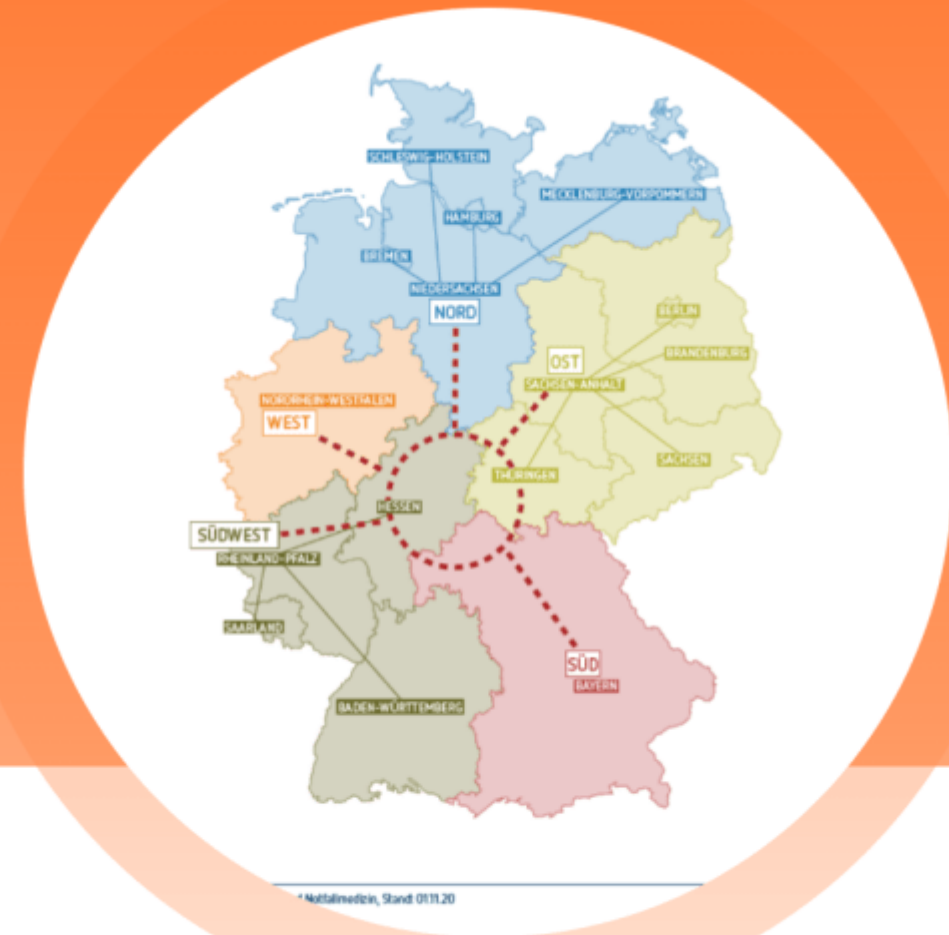 SCHLESWIG-HOLSTEIN
MECKLENBURG-VORPOMMERN
HAMBURG
BREMEN
NIEDERSACHSEN
NORD
BERLIN
BRANDENBURG
OST
SACHSEN-ANHALT
NORDRHEIN-WESTFALEN
WEST
SACHSEN
THÜRINGEN
HESSEN
SÜDWEST
RHEINLAND-PFALZ
SAARLAND
SÜD
BAYERN
BADEN-WÜRTTEMBERG
Notfallmedizin, Stand: 01.11.20